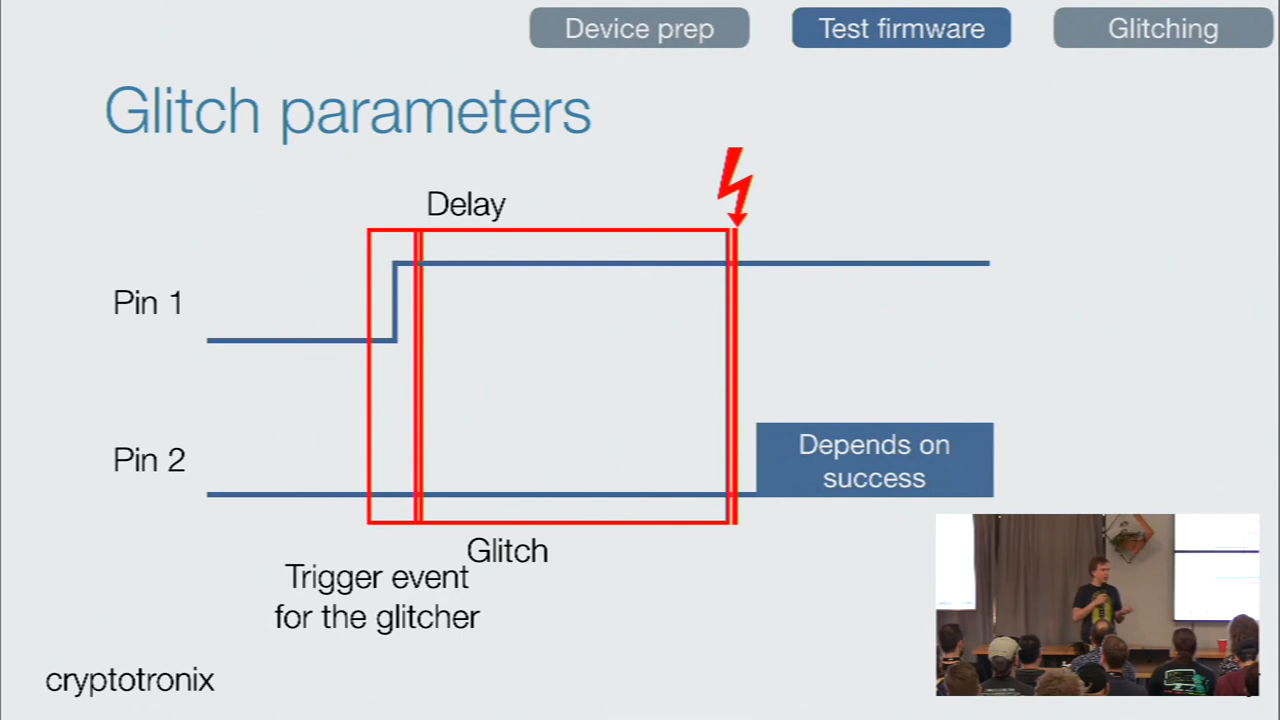 Device prep
Test firmware
Glitching
Glitch parameters
Delay
Pin 1
Pin 2
Depends on
success
Glitch
Trigger event
for the glitcher
cryptotronix